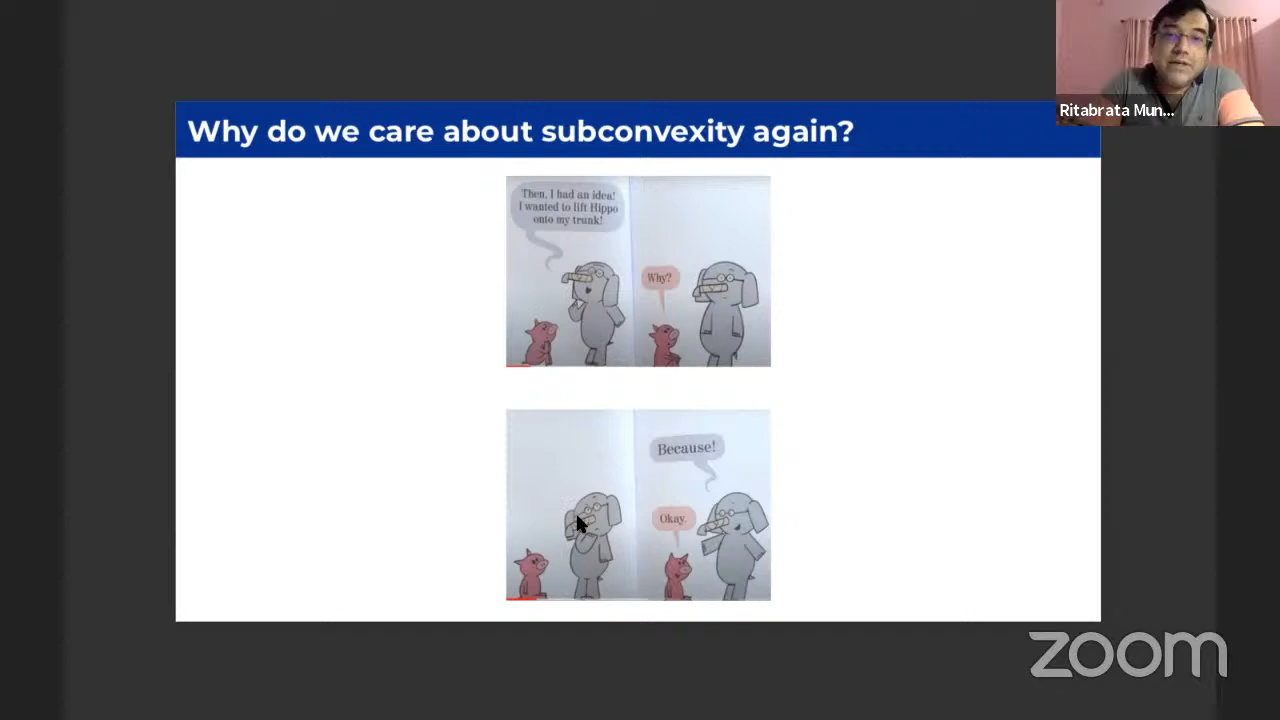 Ritabrata Mun...
Why do we care about subconvexity again?
Then, I had an idea!
I wanted to lift Hippo
onto my trunk!
Why?
Because!
Okay.
zoom